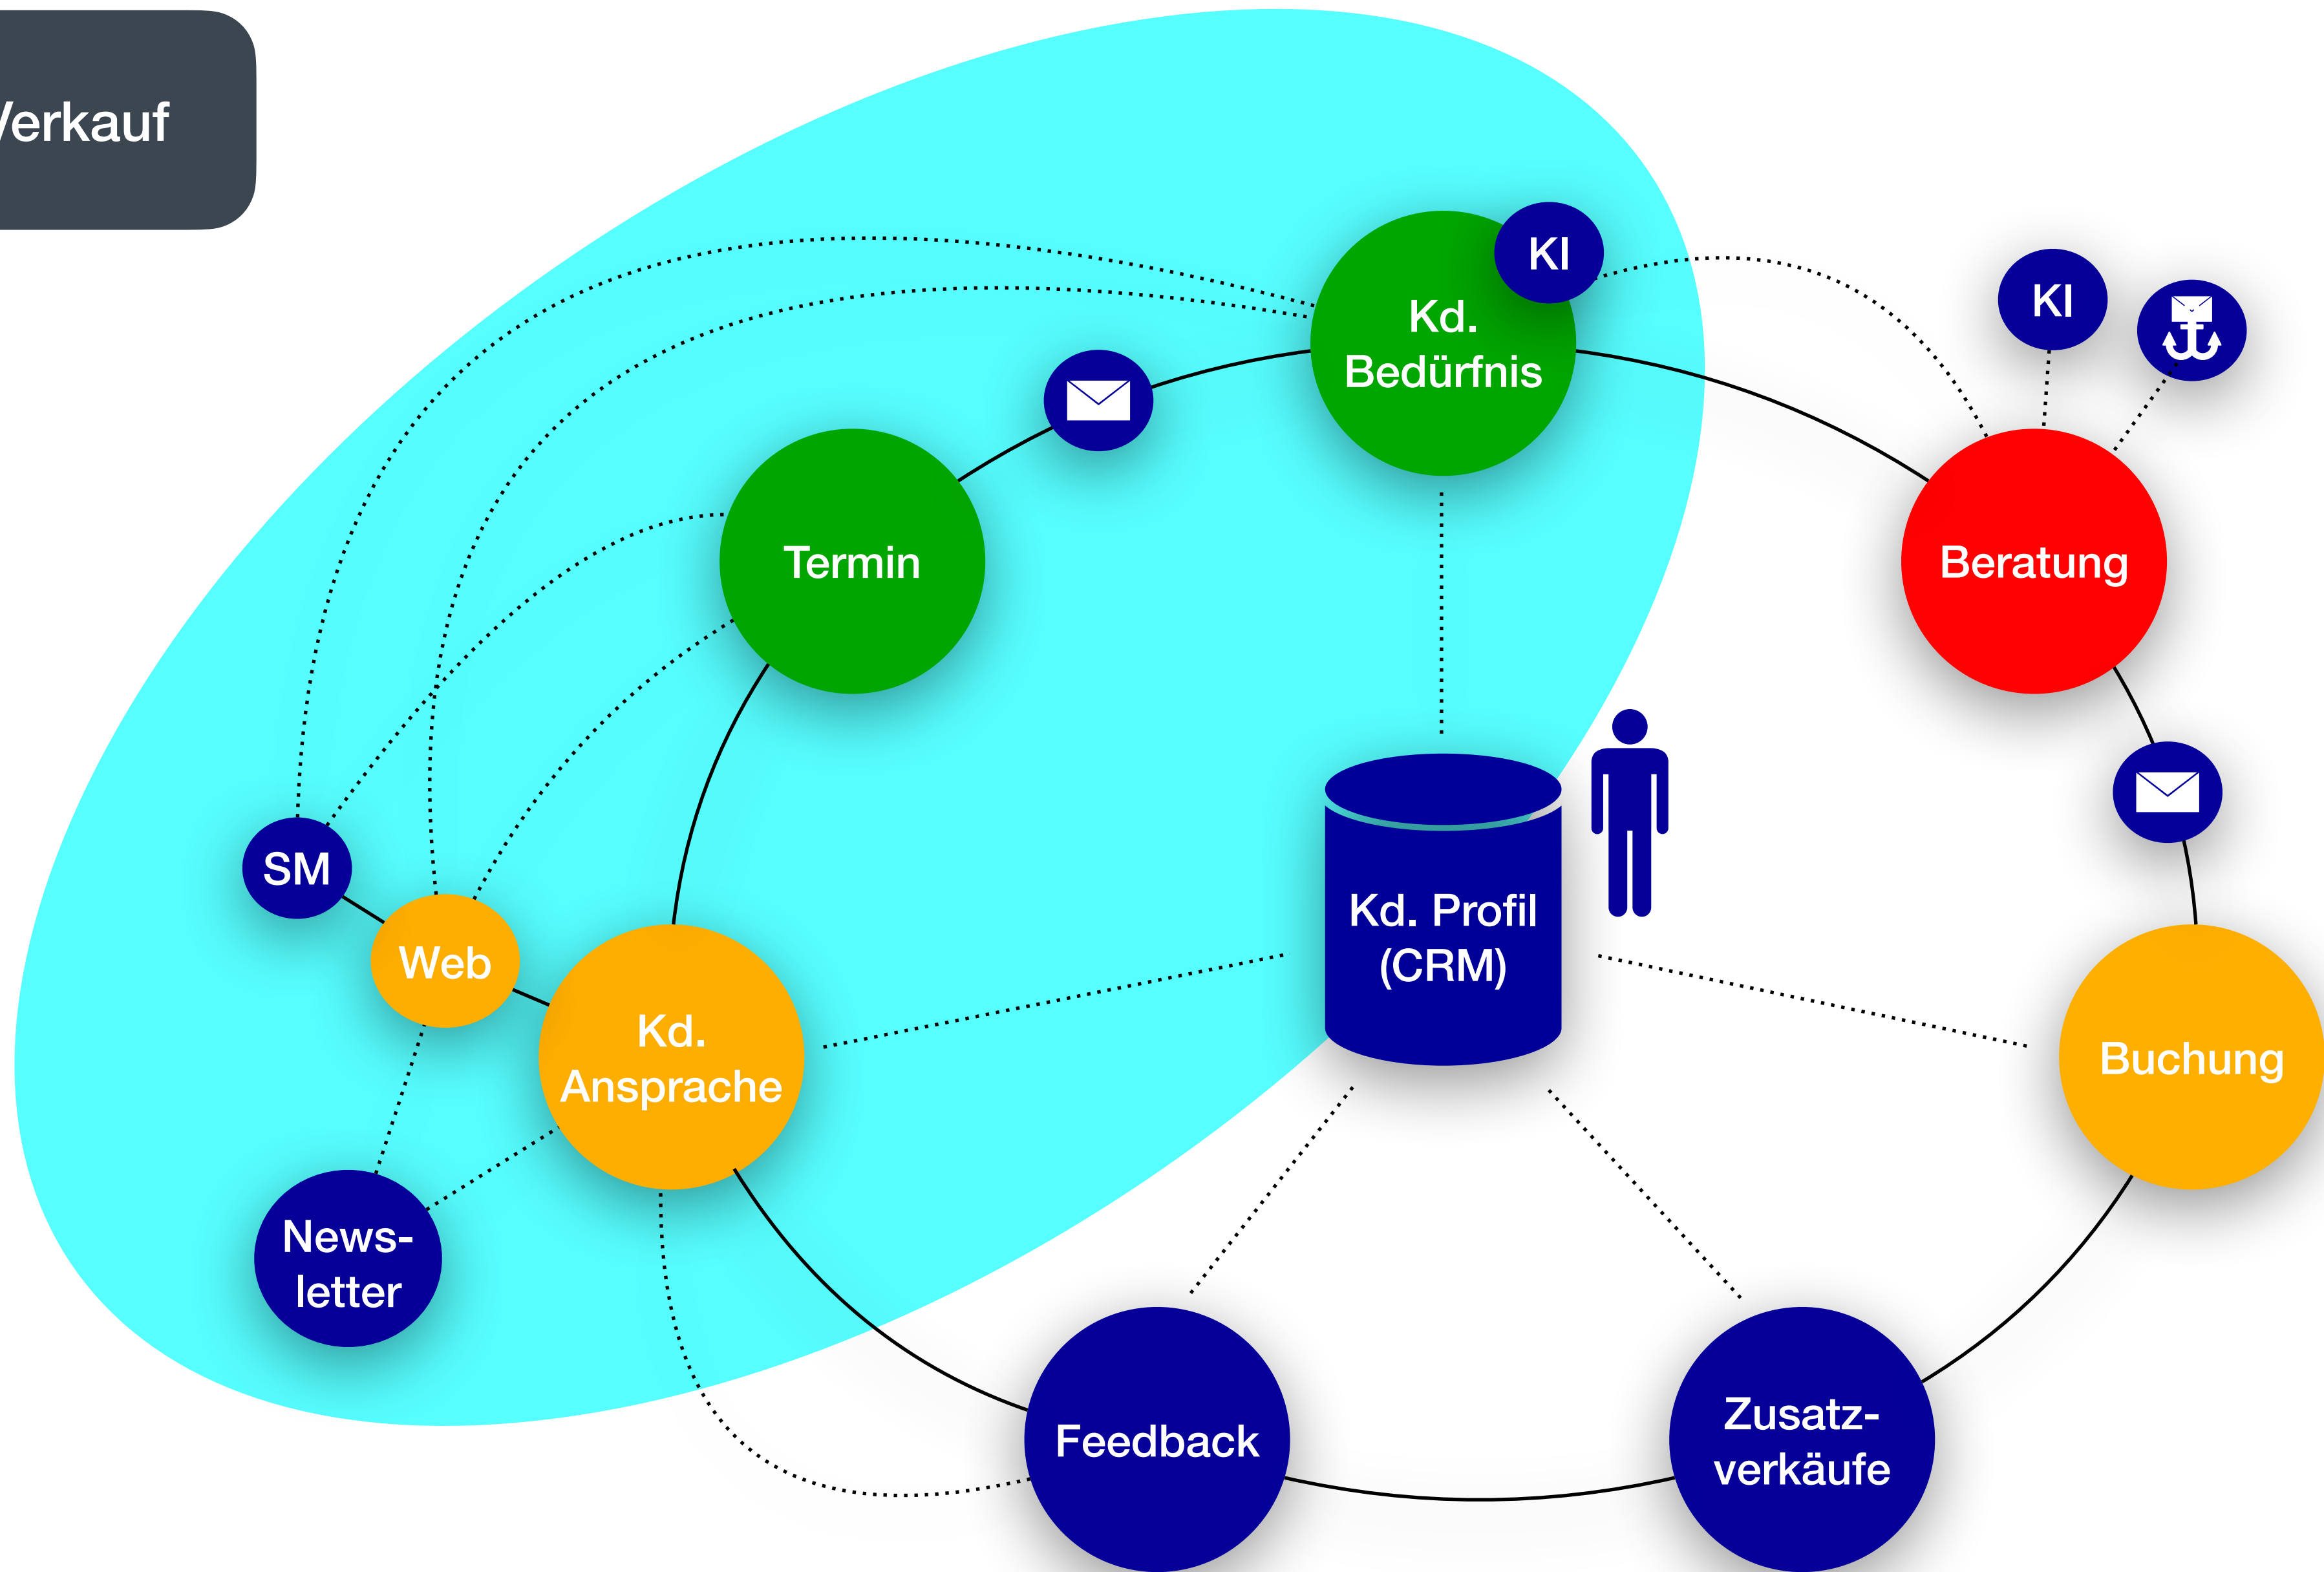 Verkauf
KI
Kd.
Bedürfnis
KI
Termin
Beratung
SM
Web
Kd. Profil
(CRM)
Kd.
Ansprache
Buchung
News-
letter
Feedback
Zusatz-
verkäufe